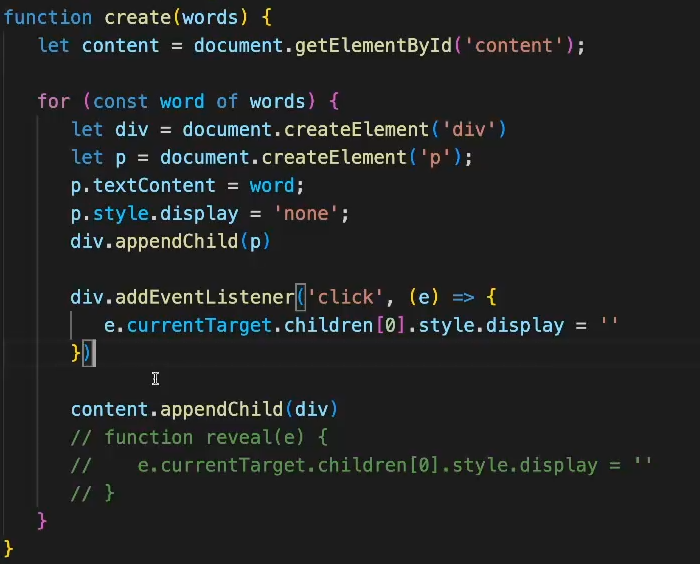 function create(words) {
let content = document.getElementById('content');
for (const word of words) {
let div = document.createElement('div')
let p = document.createElement('p');
p.textContent = word;
p.style.display = 'none';
div.appendChild(p)
div.addEventListener('click', (e) => {
e.currentTarget.children[0].style.display = ''
})
content.appendChild(div)
// function reveal(e) {
//    e.currentTarget.children[0].style.display = ''
// }
}
}